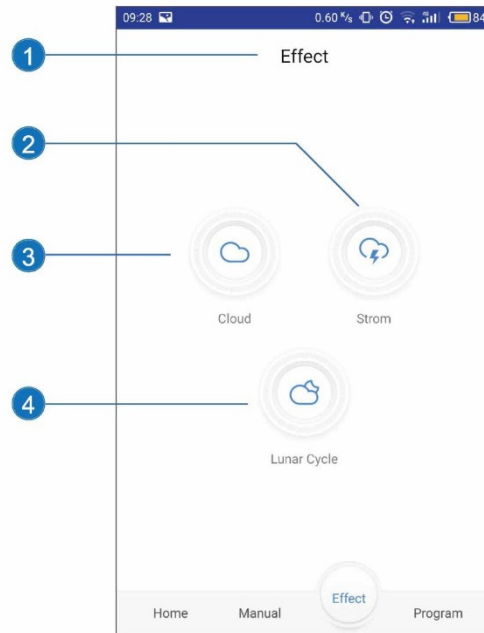 09:28 0.60 K/s 84
1 Effect
2
3
Cloud Strom
4
Lunar Cycle
Home Manual Effect Program